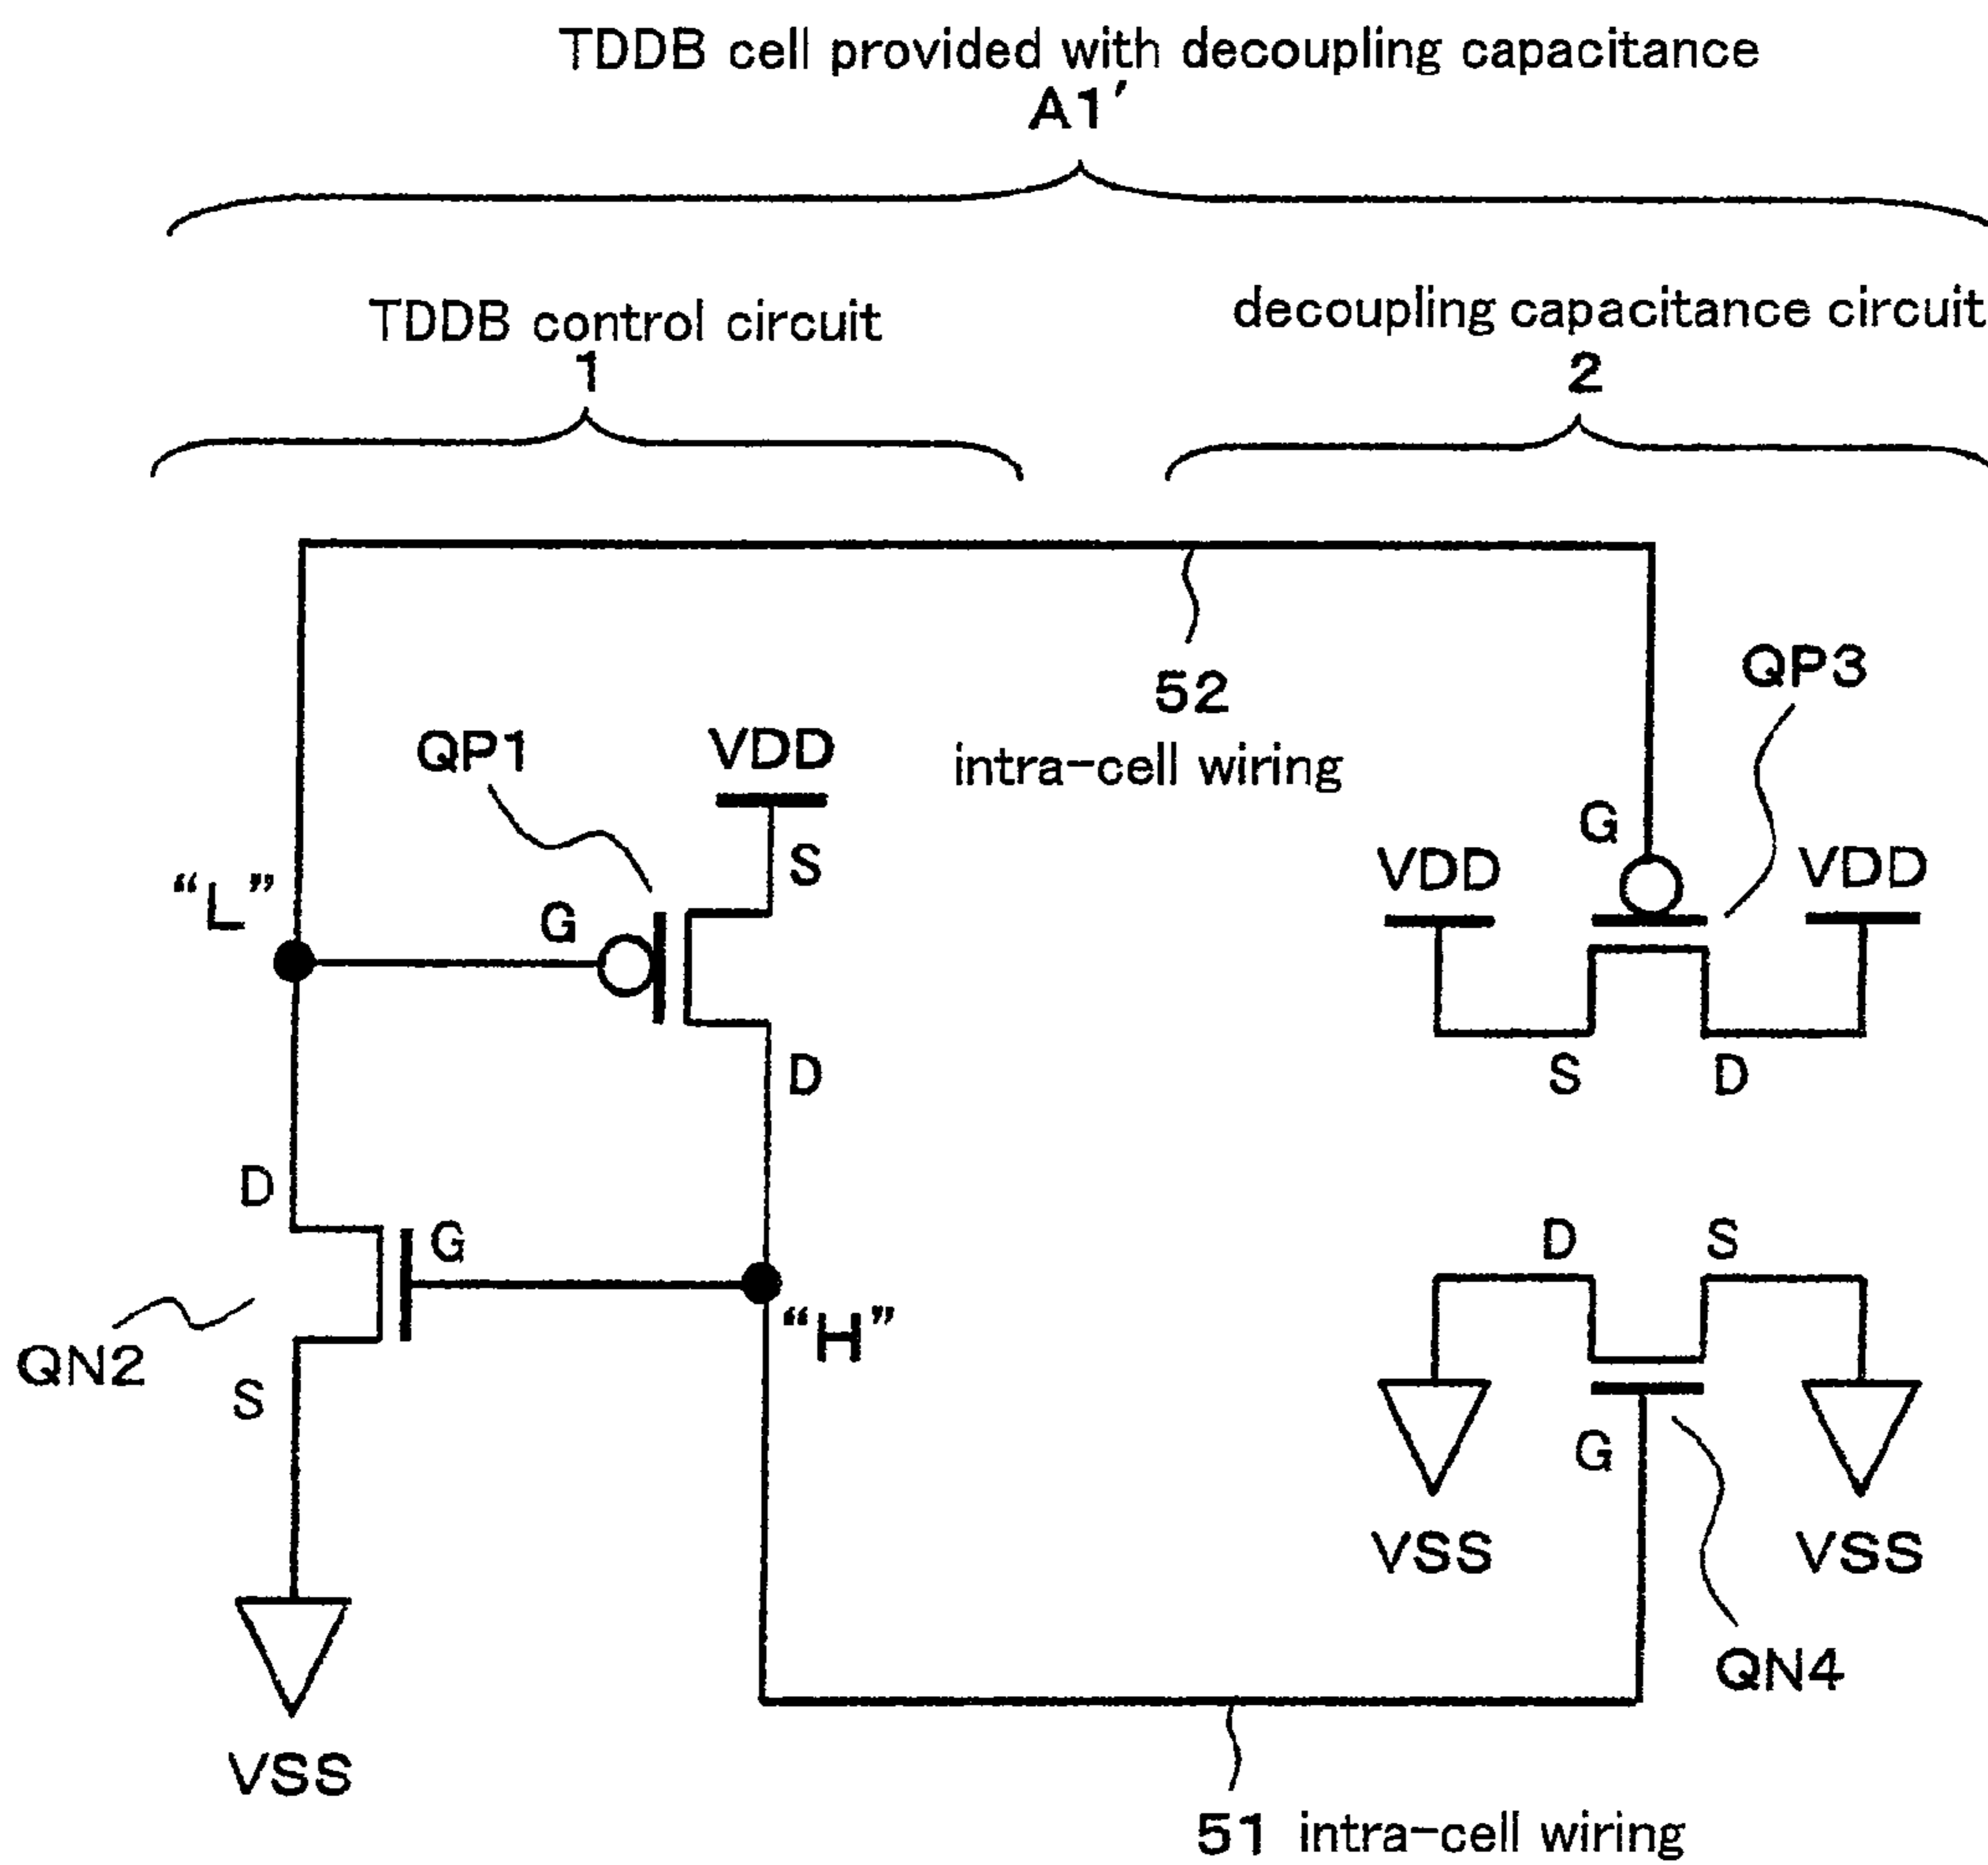 TDDB cell provided with decoupling capacitance
A1′
TDDB control circuit
1
decoupling capacitance circuit
2
52
intra-cell wiring
QP3
QP1
VDD
S
G
D
“L”
G
VDD
VDD
S
D
D
G
S
QN2
“H”
VSS
D
S
G
VSS
VSS
QN4
51 intra-cell wiring